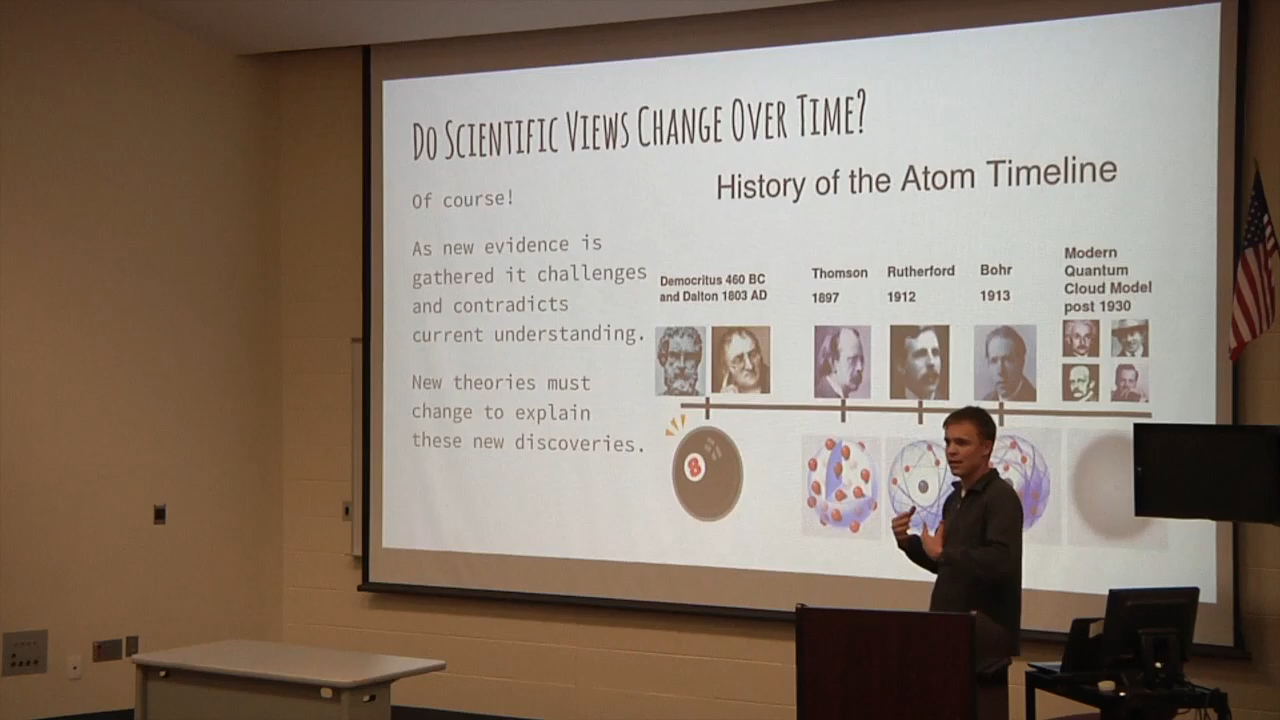 Do Scientific Views Change Over Time?
Of course!
As new evidence is
gathered it challenges
and contradicts
current understanding.
New theories must
change to explain
these new discoveries.
History of the Atom Timeline
Democritus 460 BC
and Dalton 1803 AD
Thomson
1897
Rutherford
1912
Bohr
1913
Modern
Quantum
Cloud Model
post 1930
8